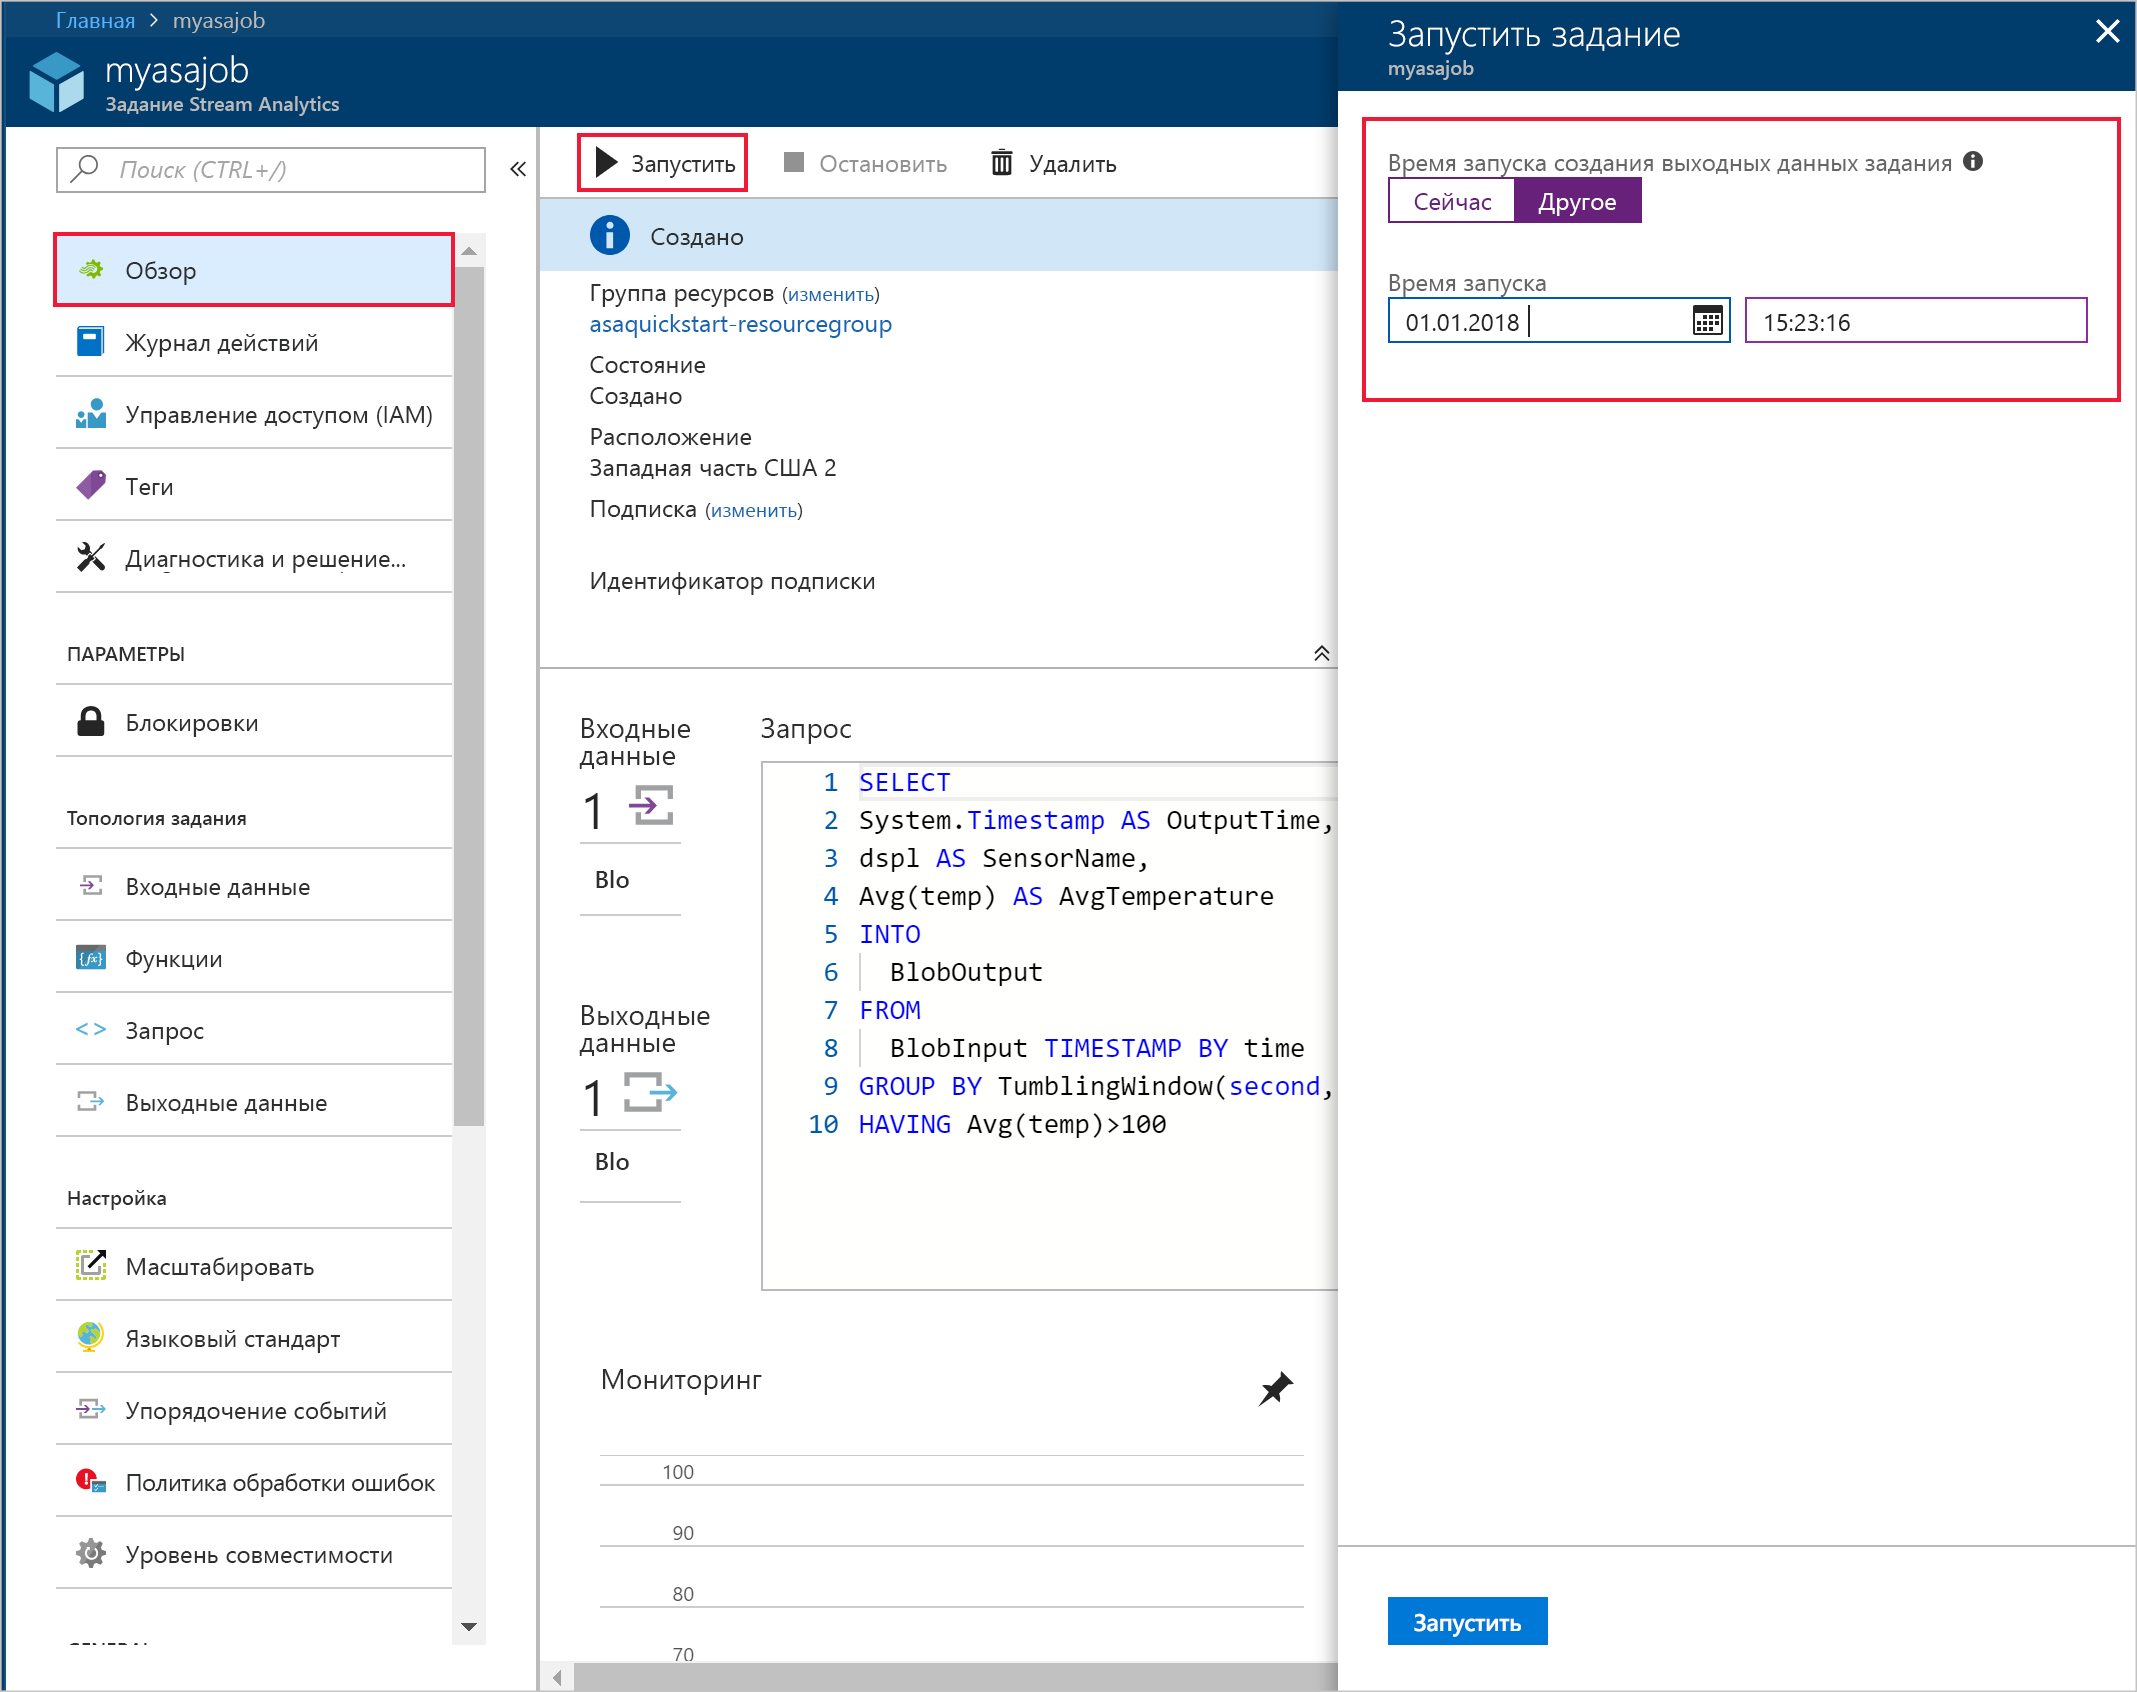 Главная > myasajob
myasajob
Задание Stream Analytics
Поиск (CTRL+/)
Обзор
Журнал действий
Управление доступом (IAM)
Теги
Диагностика и решение...
ПАРАМЕТРЫ
Блокировки
Топология задания
Входные данные
Функции
Запрос
Выходные данные
Настройка
Масштабировать
Языковый стандарт
Упорядочение событий
Политика обработки ошибок
Уровень совместимости
Запустить Остановить Удалить
Создано
Группа ресурсов (изменить)
asaquickstart-resourcegroup
Состояние
Создано
Расположение
Западная часть США 2
Подписка (изменить)
Идентификатор подписки
Входные
данные
1
Blo
Выходные
данные
1
Blo
Запрос
1 SELECT
2 System.Timestamp AS OutputTime,
3 dspl AS SensorName,
4 Avg(temp) AS AvgTemperature
5 INTO
6 BlobOutput
7 FROM
8 BlobInput TIMESTAMP BY time
9 GROUP BY TumblingWindow(second,
10 HAVING Avg(temp)>100
Мониторинг
100
90
80
70
Запустить задание
myasajob
Время запуска создания выходных данных задания
Сейчас Другое
Время запуска
01.01.2018 15:23:16
Запустить